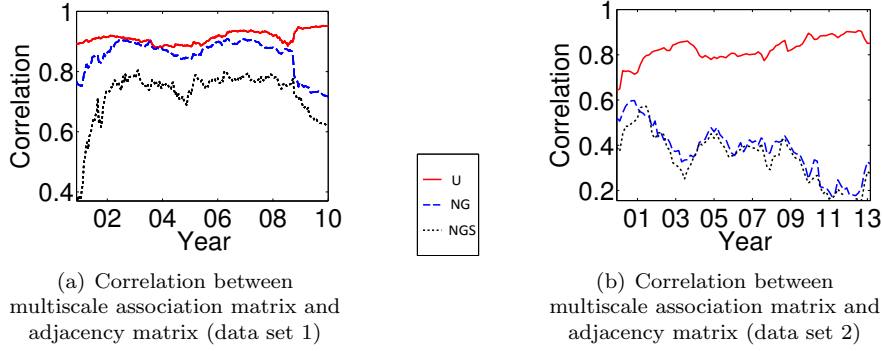 1
0.8
0.6
0.4
Correlation
02 04 06 08 10
Year
U
NG
NGS
1
0.8
0.6
0.4
0.2
Correlation
01 03 05 07 09 11 13
Year
(a) Correlation between
multiscale association matrix and
adjacency matrix (data set 1)
(b) Correlation between
multiscale association matrix and
adjacency matrix (data set 2)